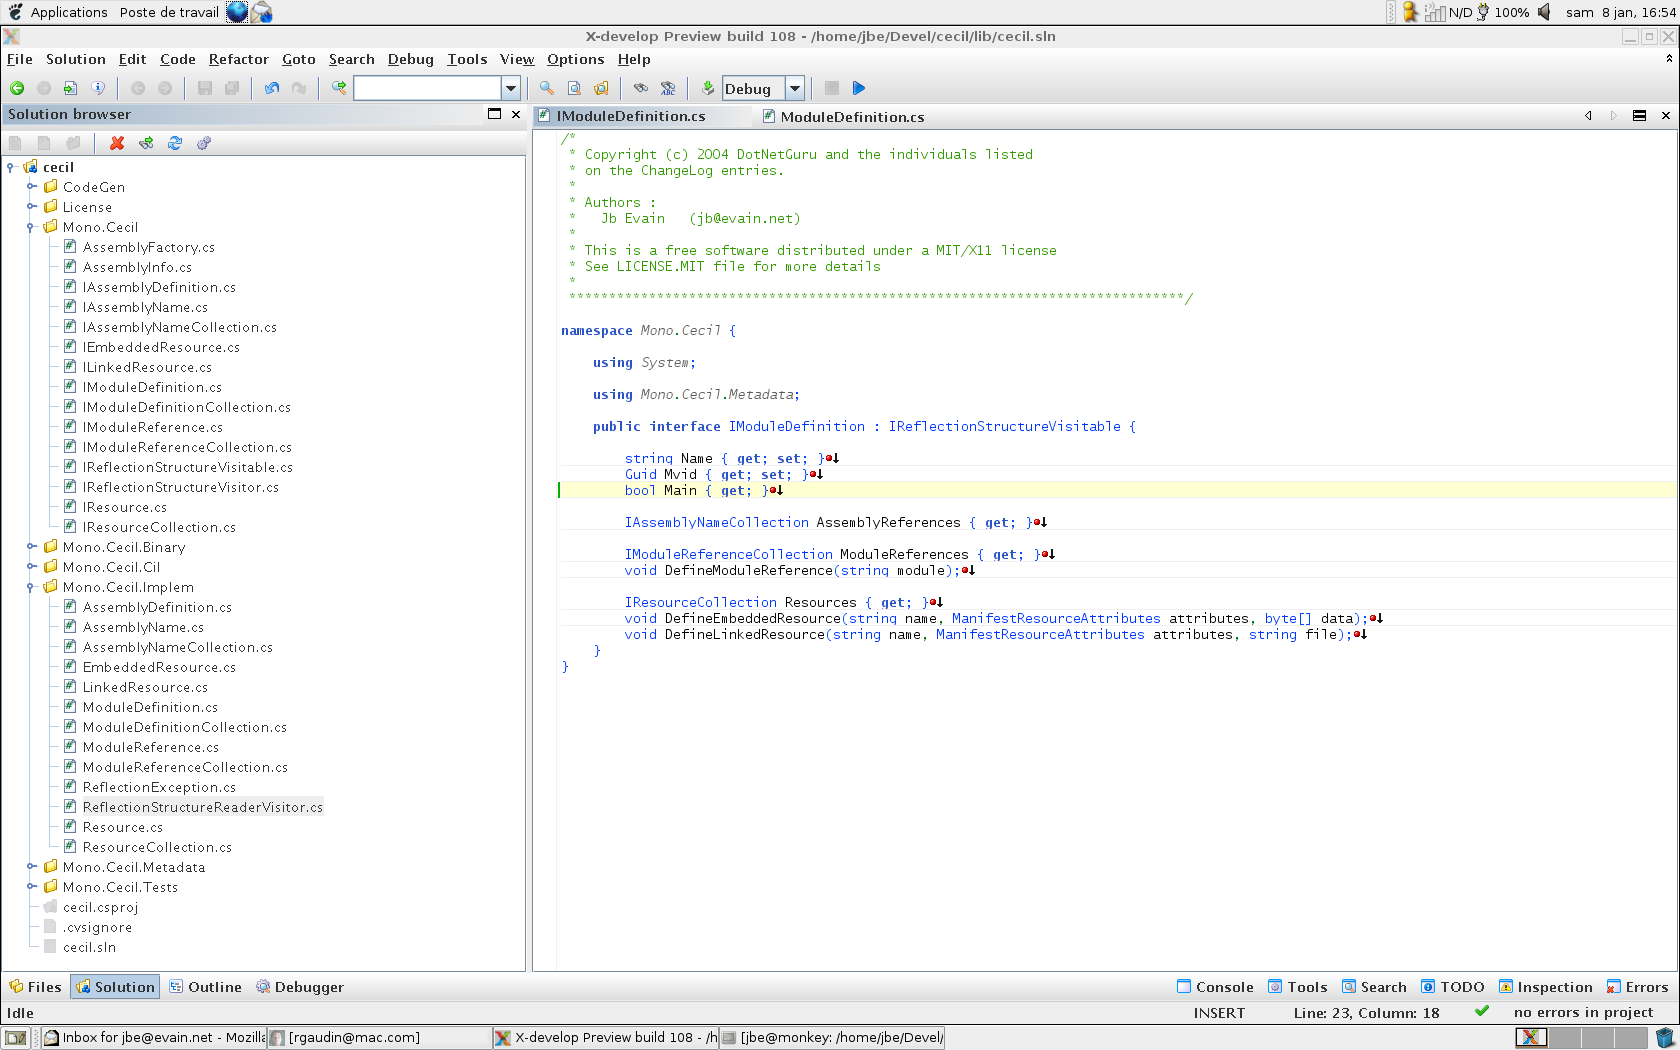 Applications Poste de travail N/D 100% sam 8 jan, 16:54
X-develop Preview build 108 - /home/jbe/Devel/cecil/lib/cecil.sln
File Solution Edit Code Refactor Goto Search Debug Tools View Options Help
Debug
Solution browser
cecil
CodeGen
License
Mono.Cecil
AssemblyFactory.cs
AssemblyInfo.cs
IAssemblyDefinition.cs
IAssemblyName.cs
IAssemblyNameCollection.cs
IEmbeddedResource.cs
ILinkedResource.cs
IModuleDefinition.cs
IModuleDefinitionCollection.cs
IModuleReference.cs
IModuleReferenceCollection.cs
IReflectionStructureVisitable.cs
IReflectionStructureVisitor.cs
IResource.cs
IResourceCollection.cs
Mono.Cecil.Binary
Mono.Cecil.Cil
Mono.Cecil.Implem
AssemblyDefinition.cs
AssemblyName.cs
AssemblyNameCollection.cs
EmbeddedResource.cs
LinkedResource.cs
ModuleDefinition.cs
ModuleDefinitionCollection.cs
ModuleReference.cs
ModuleReferenceCollection.cs
ReflectionException.cs
ReflectionStructureReaderVisitor.cs
Resource.cs
ResourceCollection.cs
Mono.Cecil.Metadata
Mono.Cecil.Tests
cecil.csproj
.cvsignore
cecil.sln
IModuleDefinition.cs ModuleDefinition.cs
/*
* Copyright (c) 2004 DotNetGuru and the individuals listed
* on the ChangeLog entries.
*
* Authors :
*   Jb Evain   (jb@evain.net)
*
* This is a free software distributed under a MIT/X11 license
* See LICENSE.MIT file for more details
*
*****************************************************************************/
namespace Mono.Cecil {
using System;
using Mono.Cecil.Metadata;
public interface IModuleDefinition : IReflectionStructureVisitable {
string Name { get; set; }
Guid Mvid { get; set; }
bool Main { get; }
IAssemblyNameCollection AssemblyReferences { get; }
IModuleReferenceCollection ModuleReferences { get; }
void DefineModuleReference(string module);
IResourceCollection Resources { get; }
void DefineEmbeddedResource(string name, ManifestResourceAttributes attributes, byte[] data);
void DefineLinkedResource(string name, ManifestResourceAttributes attributes, string file);
}
}
Files Solution Outline Debugger Console Tools Search TODO Inspection Errors
Idle INSERT Line: 23, Column: 18 no errors in project
Inbox for jbe@evain.net - Mozilla [rgaudin@mac.com] X-develop Preview build 108 - /h [jbe@monkey: /home/jbe/Devel/